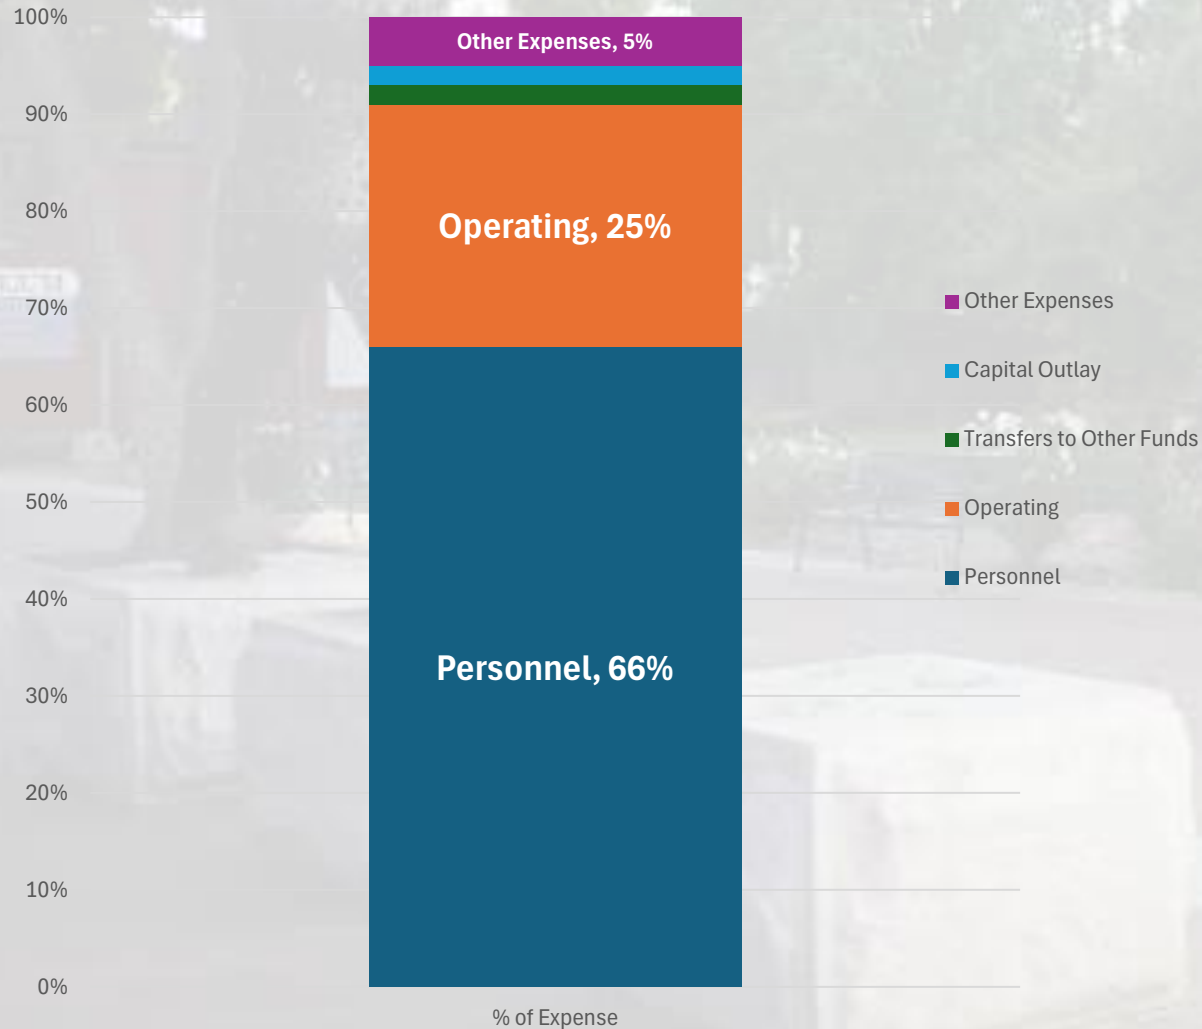 100%
90%
80%
70%
60%
50%
40%
30%
20%
10%
0%
Other Expenses, 5%
Operating, 25%
Personnel, 66%
% of Expense
Other Expenses
Capital Outlay
Transfers to Other Funds
Operating
Personnel